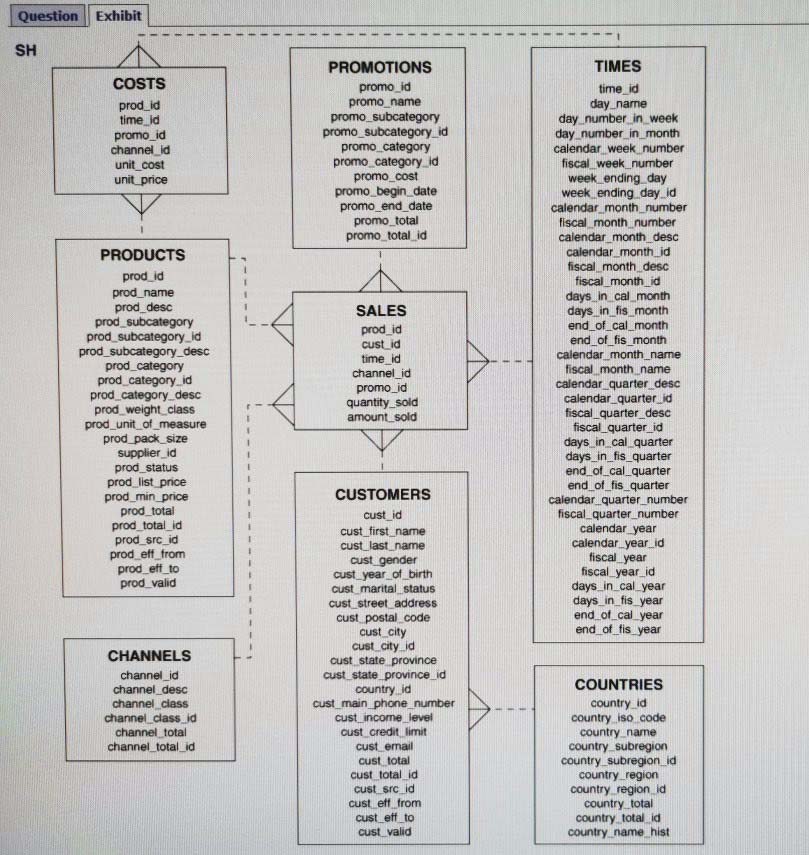 Question Exhibit
SH
COSTS
prod_id
time_id
promo_id
channel_id
unit_cost
unit_price
PROMOTIONS
promo_id
promo_name
promo_subcategory
promo_subcategory_id
promo_category
promo_category_id
promo_cost
promo_begin_date
promo_end_date
promo_total
promo_total_id
TIMES
time_id
day_name
day_number_in_week
day_number_in_month
calendar_week_number
fiscal_week_number
week_ending_day
week_ending_day_id
calendar_month_number
fiscal_month_number
calendar_month_desc
calendar_month_id
fiscal_month_desc
fiscal_month_id
days_in_cal_month
days_in_fis_month
end_of_cal_month
end_of_fis_month
calendar_month_name
fiscal_month_name
calendar_quarter_desc
calendar_quarter_id
fiscal_quarter_desc
fiscal_quarter_id
days_in_cal_quarter
days_in_fis_quarter
end_of_cal_quarter
end_of_fis_quarter
calendar_quarter_number
fiscal_quarter_number
calendar_year
calendar_year_id
fiscal_year
fiscal_year_id
days_in_cal_year
days_in_fis_year
end_of_cal_year
end_of_fis_year
PRODUCTS
prod_id
prod_name
prod_desc
prod_subcategory
prod_subcategory_id
prod_subcategory_desc
prod_category
prod_category_id
prod_category_desc
prod_weight_class
prod_unit_of_measure
prod_pack_size
supplier_id
prod_status
prod_list_price
prod_min_price
prod_total
prod_total_id
prod_src_id
prod_eff_from
prod_eff_to
prod_valid
SALES
prod_id
cust_id
time_id
channel_id
promo_id
quantity_sold
amount_sold
CUSTOMERS
cust_id
cust_first_name
cust_last_name
cust_gender
cust_year_of_birth
cust_marital_status
cust_street_address
cust_postal_code
cust_city
cust_city_id
cust_state_province
cust_state_province_id
country_id
cust_main_phone_number
cust_income_level
cust_credit_limit
cust_email
cust_total
cust_total_id
cust_src_id
cust_eff_from
cust_eff_to
cust_valid
CHANNELS
channel_id
channel_desc
channel_class
channel_class_id
channel_total
channel_total_id
COUNTRIES
country_id
country_iso_code
country_name
country_subregion
country_subregion_id
country_region
country_region_id
country_total
country_total_id
country_name_hist